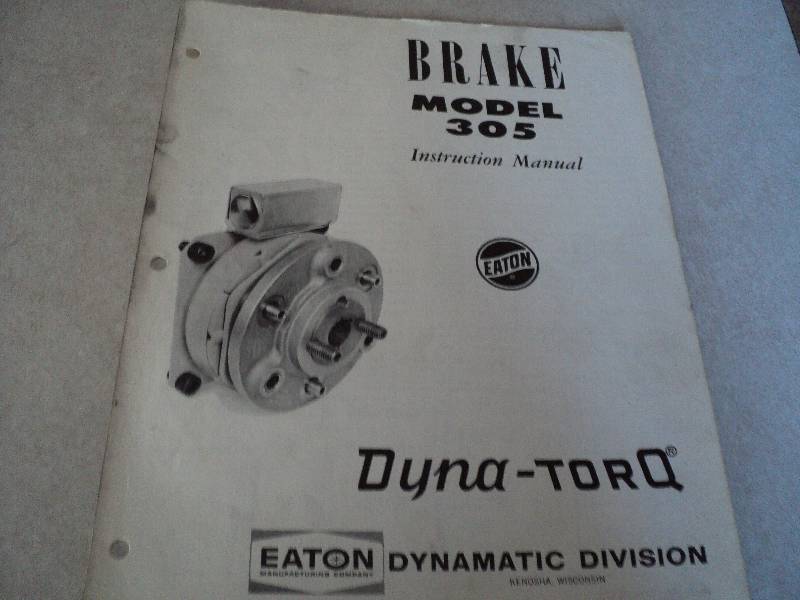 BRAKE
MODEL
305
Instruction Manual
EATON
Dyna-TORQ®
EATON
MANUFACTURING COMPANY
DYNAMATIC DIVISION
KENOSHA, WISCONSIN